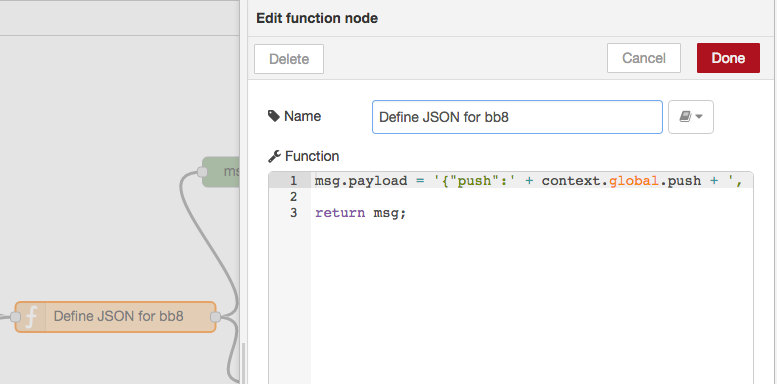 Edit function node
Delete
Cancel
Done
Name
Define JSON for bb8
Function
1 msg.payload = '{"push":' + context.global.push + ',
2
3 return msg;
Define JSON for bb8